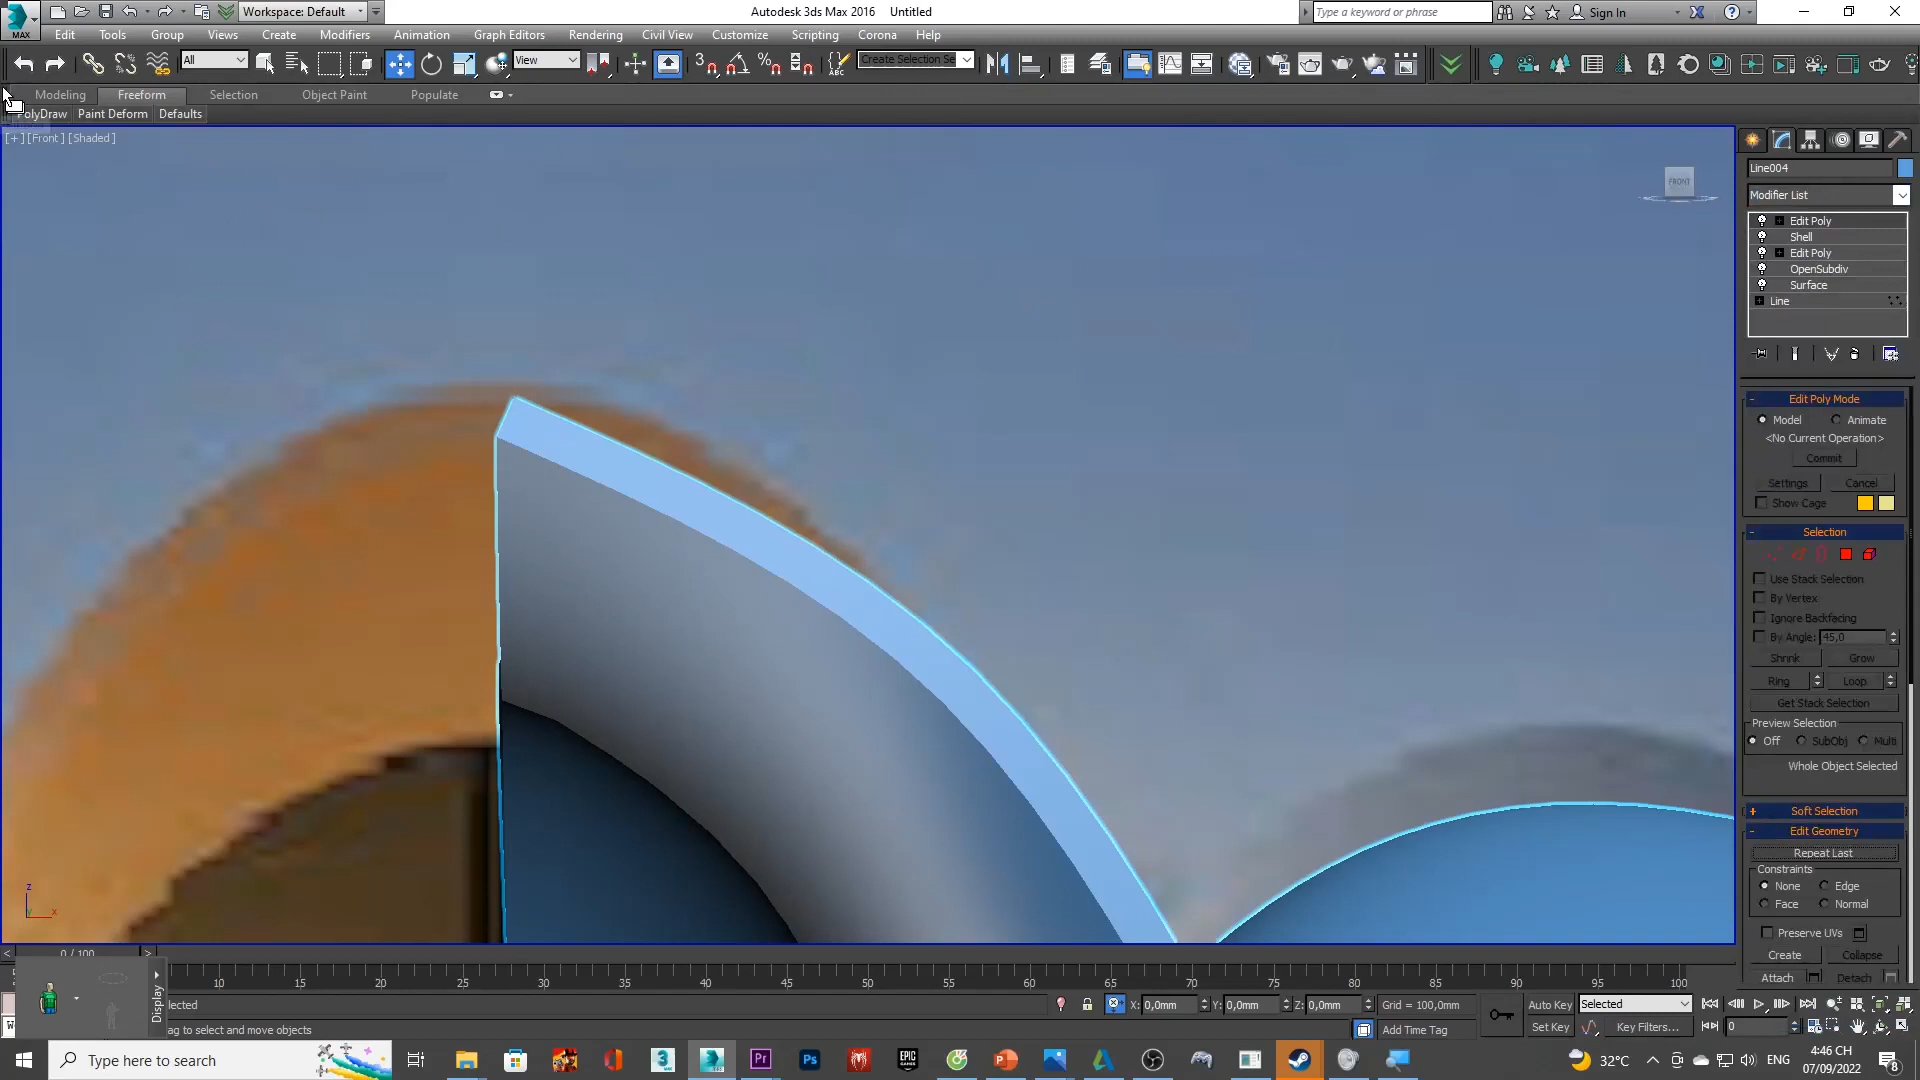 Workspace: Default
Autodesk 3ds Max 2016 Untitled
Type a keyword or phrase
Sign In
MAX
Edit Tools Group Views Create Modifiers Animation Graph Editors Rendering Civil View Customize Scripting Corona Help
All View Create Selection Se
Modeling Freeform Selection Object Paint Populate
PolyDraw Paint Deform Defaults
[+] [Front] [Shaded]
FRONT
Line004
Modifier List
Edit Poly
Shell
Edit Poly
OpenSubdiv
Surface
Line
Edit Poly Mode
Model Animate
<No Current Operation>
Commit
Settings Cancel
Show Cage
Selection
Use Stack Selection
By Vertex
Ignore Backfacing
By Angle: 45,0
Shrink Grow
Ring Loop
Get Stack Selection
Preview Selection
Off SubObj Multi
Whole Object Selected
Soft Selection
Edit Geometry
Repeat Last
Constraints
None Edge
Face Normal
Preserve UVs
Create Collapse
Attach Detach
z
x
0 / 100
10 15 20 25 30 35 40 45 50 55 60 65 70 75 80 85 90 95 100
Display
lected
X: 0,0mm Y: 0,0mm Z: 0,0mm Grid = 100,0mm
Auto Key Selected
ag to select and move objects
Add Time Tag
Set Key Key Filters... 0
Type here to search
Pr Ps EPIC GAMES
32°C
ENG
4:46 CH
07/09/2022
8